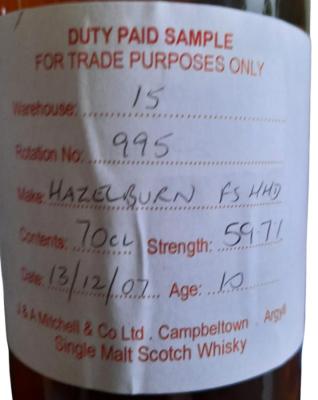 DUTY PAID SAMPLE
FOR TRADE PURPOSES ONLY
Warehouse: 15
Rotation No: 995
Make: HAZELBURN FS HHD
Contents: 70cl Strength: 59.71
Date: 13/12/07 Age: 10
J & A Mitchell & Co Ltd . Campbeltown . Argyll
Single Malt Scotch Whisky